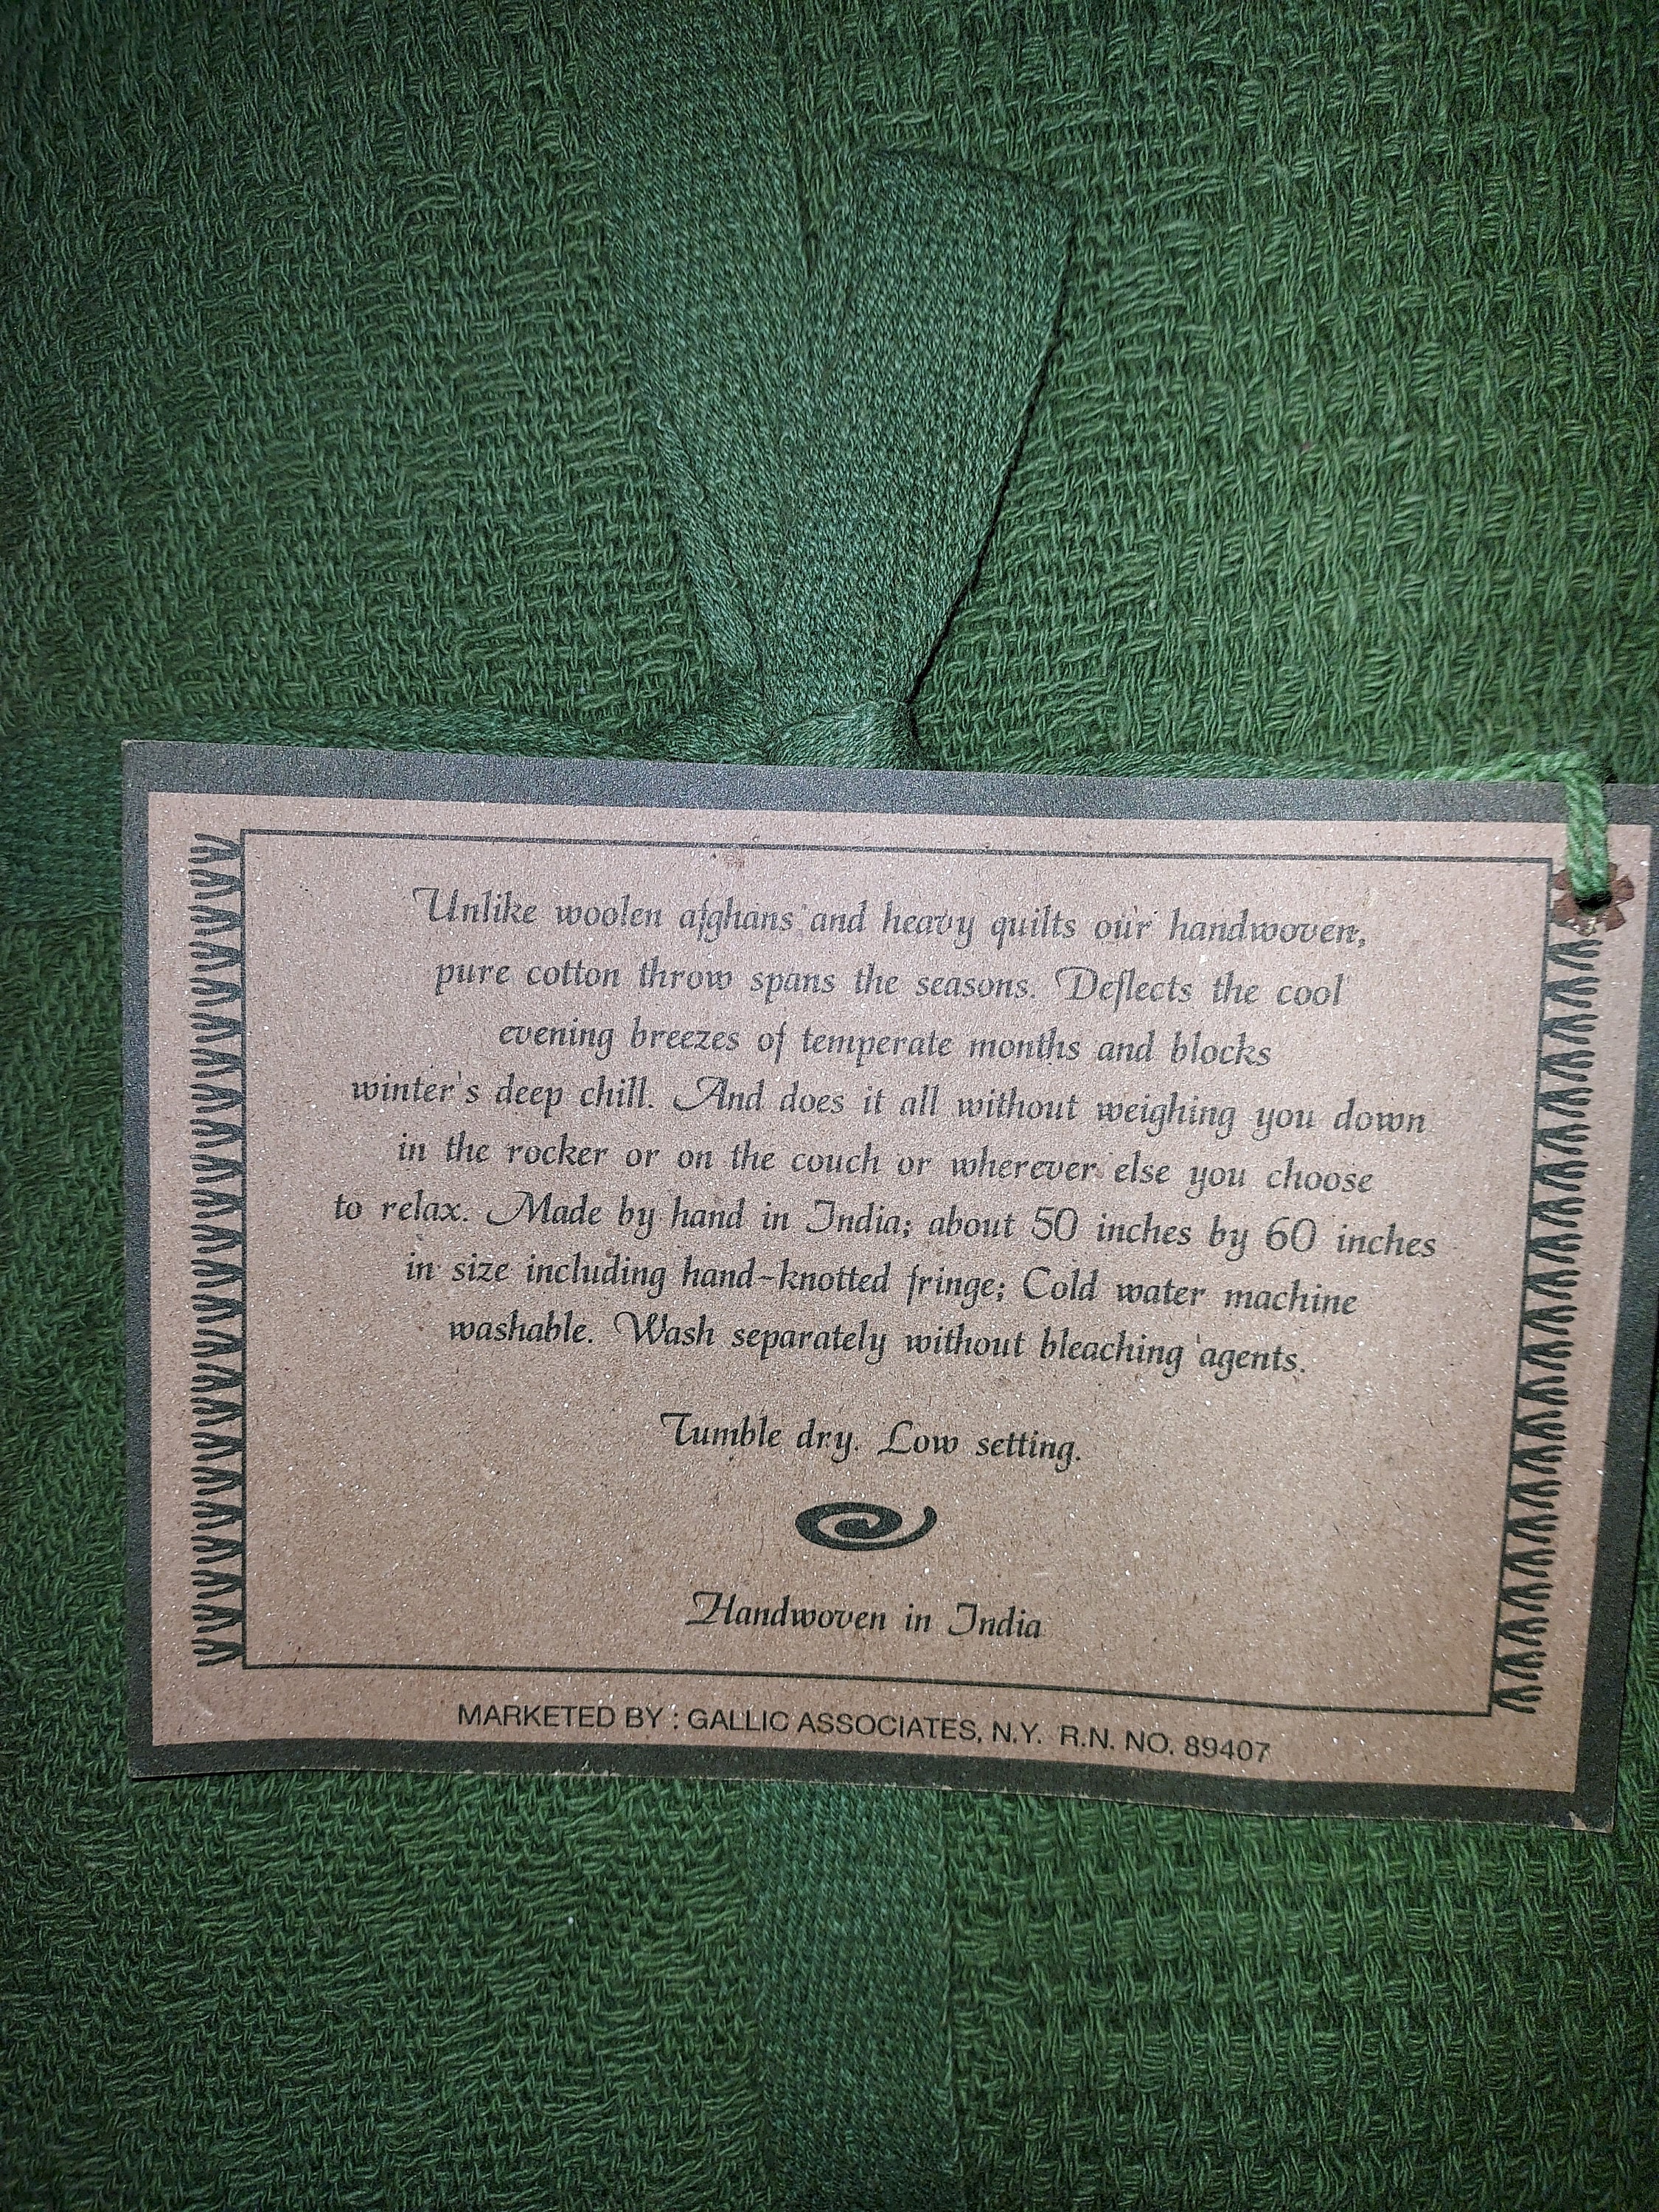 Unlike woolen afghans and heavy quilts our handwoven,
pure cotton throw spans the seasons. Deflects the cool
evening breezes of temperate months and blocks
winter's deep chill. And does it all without weighing you down
in the rocker or on the couch or wherever else you choose
to relax. Made by hand in India; about 50 inches by 60 inches
in size including hand-knotted fringe; Cold water machine
washable. Wash separately without bleaching agents.
Tumble dry. Low setting.
Handwoven in India
MARKETED BY : GALLIC ASSOCIATES, N.Y. R.N. NO. 89407